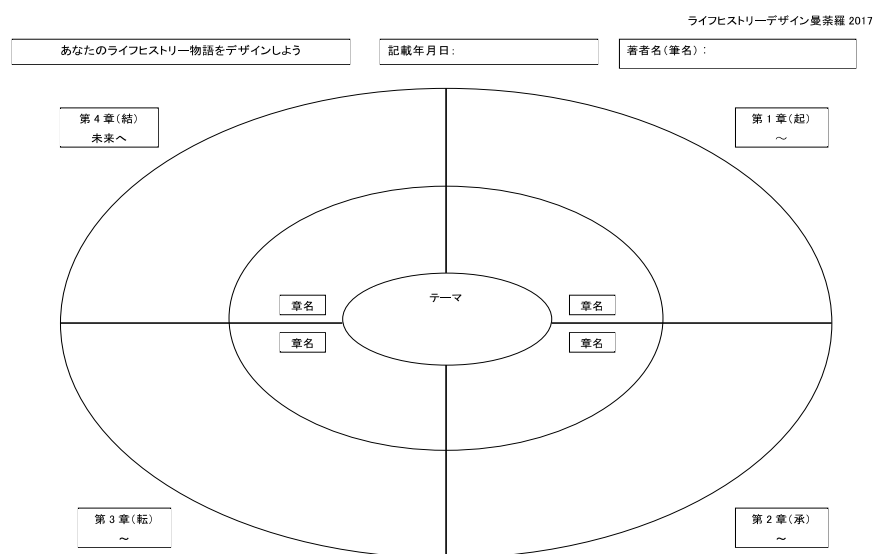 ライフヒストリーデザイン曼荼羅 2017
あなたのライフヒストリー物語をデザインしよう
記載年月日:
著者名(筆名):
第4章(結)
未来へ
第1章(起)
～
テーマ
章名
章名
章名
章名
第3章(転)
～
第2章(承)
～